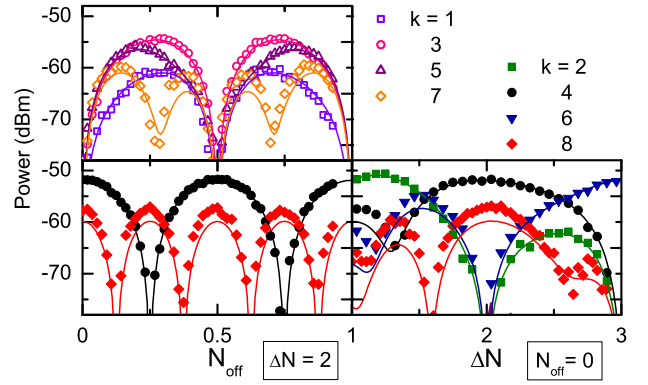 -50
-60
-70
Power (dBm)
k = 1
3
5
7
k = 2
4
6
8
-50
-60
-70
0
0.5
1
2
3
N_off
ΔN = 2
ΔN
N_off = 0